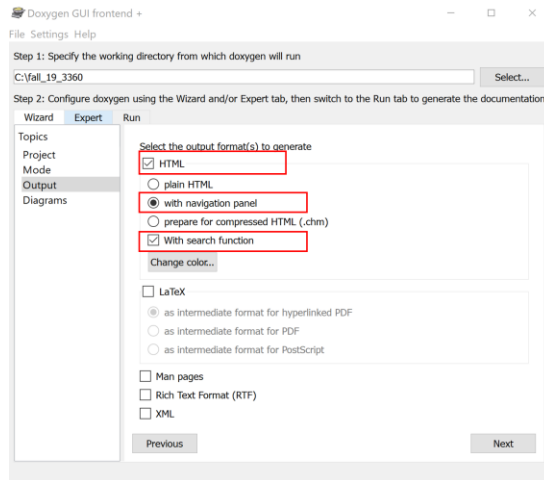 Doxygen GUI frontend +
File Settings Help
Step 1: Specify the working directory from which doxygen will run
C:\fall_19_3360
Select...
Step 2: Configure doxygen using the Wizard and/or Expert tab, then switch to the Run tab to generate the documentation
Wizard Expert Run
Topics
Project
Mode
Output
Diagrams
Select the output format(s) to generate
HTML
plain HTML
with navigation panel
prepare for compressed HTML (.chm)
With search function
Change color...
LaTeX
as intermediate format for hyperlinked PDF
as intermediate format for PDF
as intermediate format for PostScript
Man pages
Rich Text Format (RTF)
XML
Previous
Next